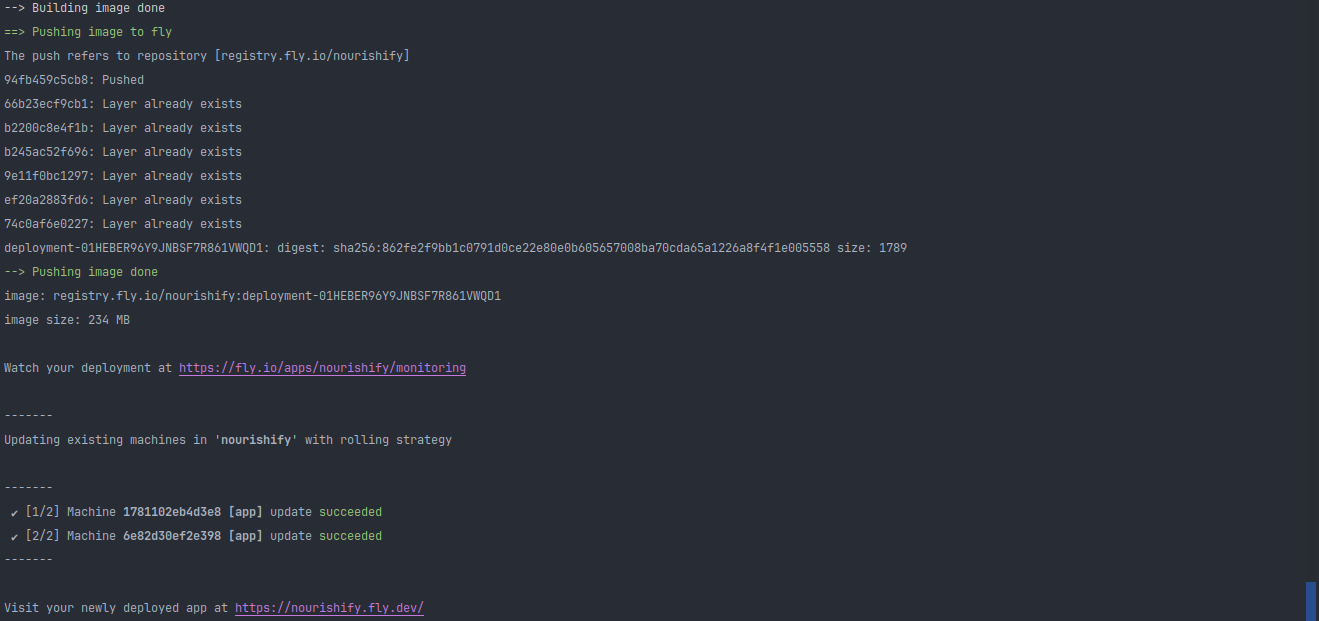 --> Building image done
==> Pushing image to fly
The push refers to repository [registry.fly.io/nourishify]
94fb459c5cb8: Pushed
66b23ecf9cb1: Layer already exists
b2200c8e4f1b: Layer already exists
b245ac52f696: Layer already exists
9e11f0bc1297: Layer already exists
ef20a2883fd6: Layer already exists
74c0af6e0227: Layer already exists
deployment-01HEBER96Y9JNBSF7R861VWQD1: digest: sha256:862fe2f9bb1c0791d0ce22e80e0b605657008ba70cda65a1226a8f4f1e005558 size: 1789
--> Pushing image done
image: registry.fly.io/nourishify:deployment-01HEBER96Y9JNBSF7R861VWQD1
image size: 234 MB
Watch your deployment at https://fly.io/apps/nourishify/monitoring
-------
Updating existing machines in 'nourishify' with rolling strategy
-------
✔ [1/2] Machine 1781102eb4d3e8 [app] update succeeded
✔ [2/2] Machine 6e82d30ef2e398 [app] update succeeded
-------
Visit your newly deployed app at https://nourishify.fly.dev/